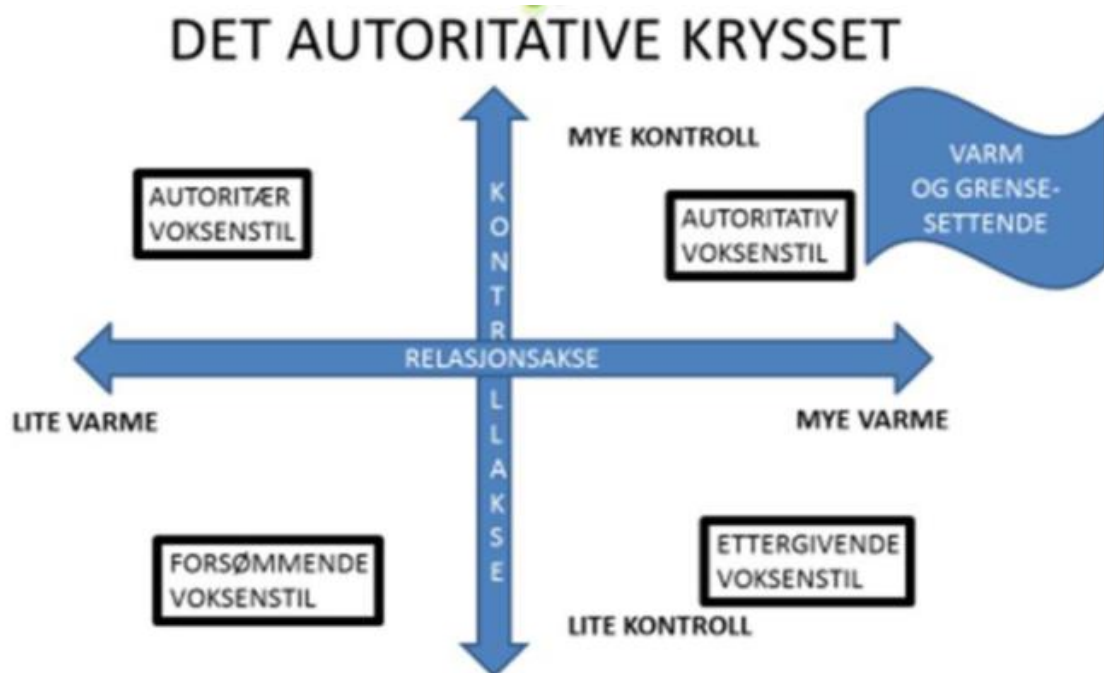 DET AUTORITATIVE KRYSSET
MYE KONTROLL
VARM
OG GRENSE-
SETTENDE
AUTORITÆR
VOKSENSTIL
AUTORITATIV
VOKSENSTIL
KONTROLLAKSE
RELASJONSAKSE
LITE VARME
MYE VARME
FORSØMMENDE
VOKSENSTIL
ETTERGIVENDE
VOKSENSTIL
LITE KONTROLL